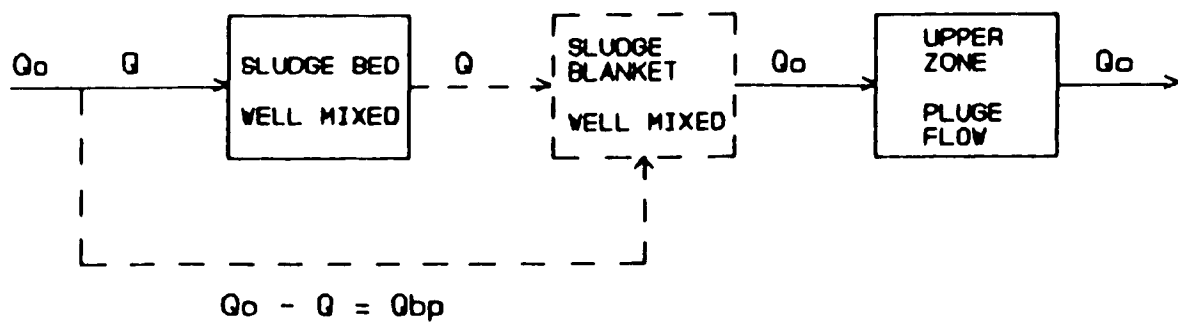 Qo
Q
SLUDGE BED
WELL MIXED
Q
SLUDGE
BLANKET
WELL MIXED
Qo
UPPER
ZONE
PLUGE
FLOW
Qo
Qo - Q = Qbp